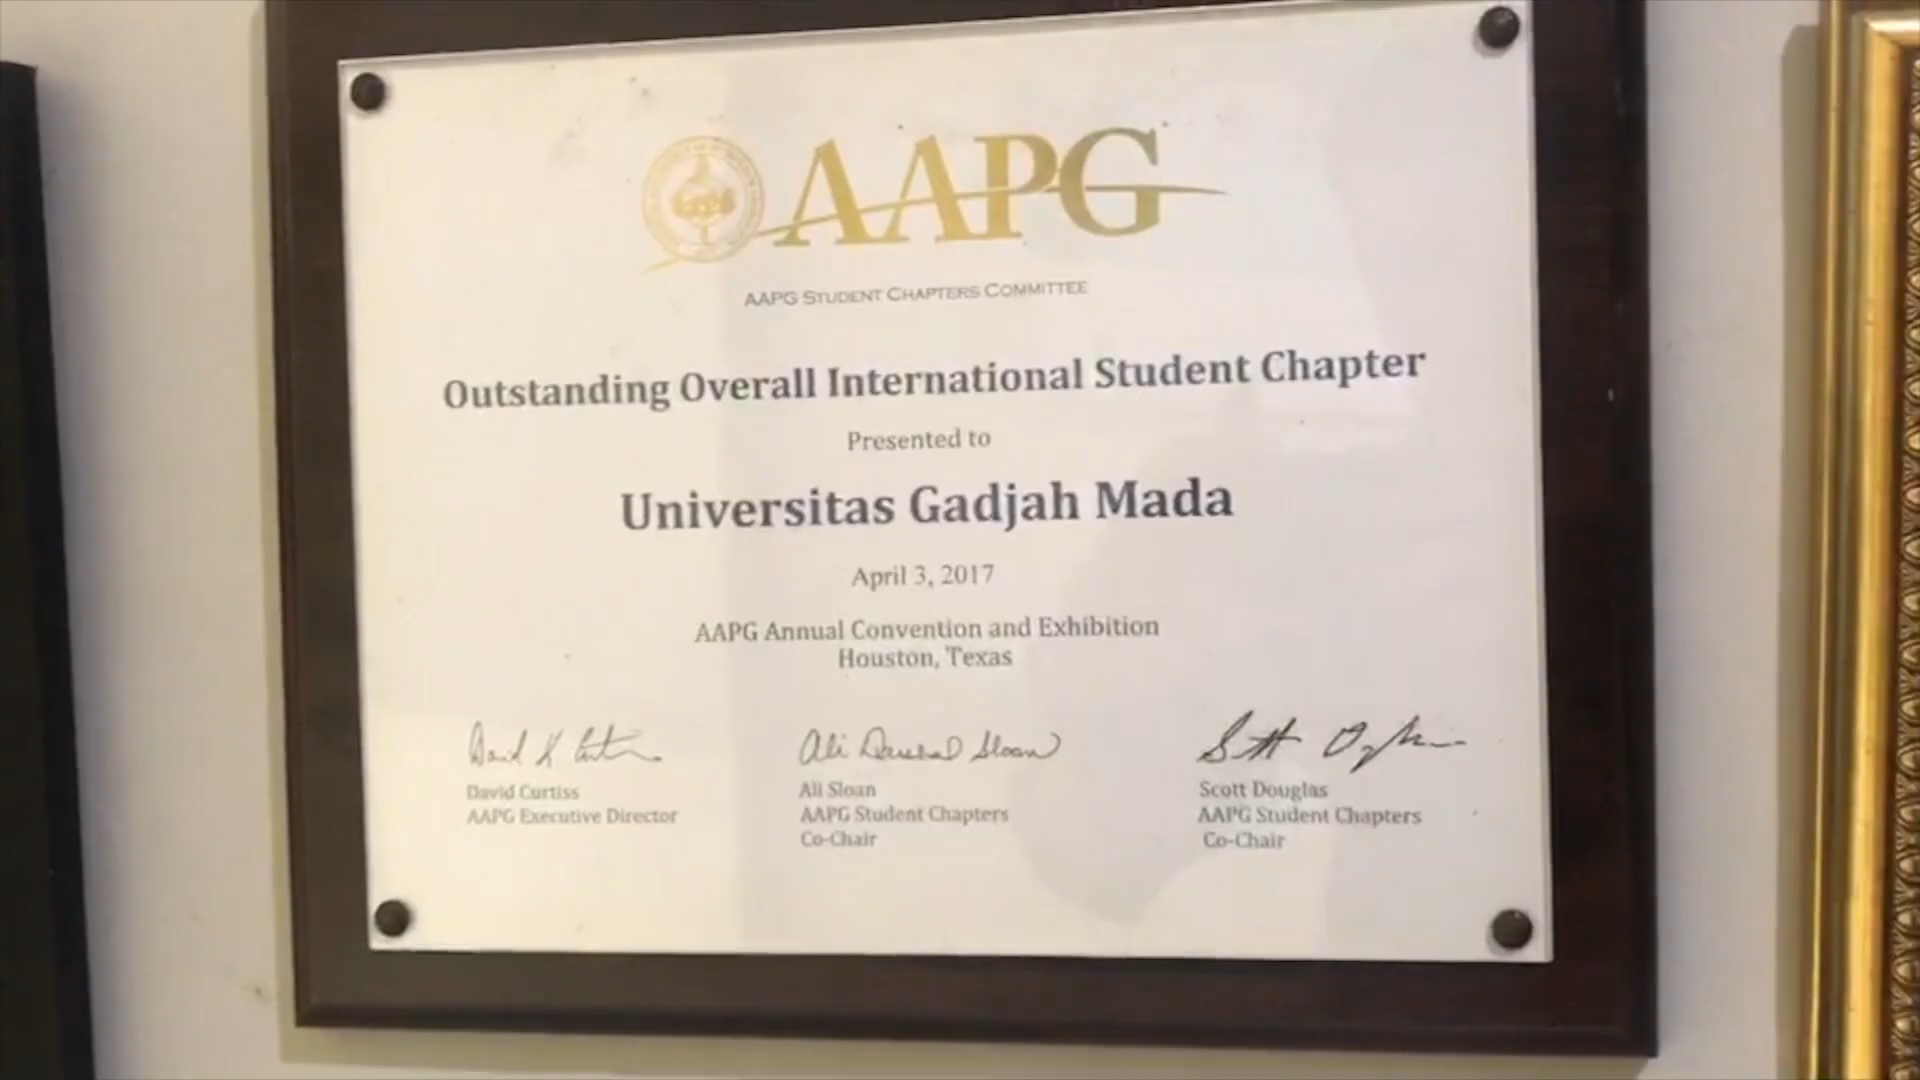 AAPG
AAPG STUDENT CHAPTERS COMMITTEE
Outstanding Overall International Student Chapter
Presented to
Universitas Gadjah Mada
April 3, 2017
AAPG Annual Convention and Exhibition
Houston, Texas
David Curtiss
AAPG Executive Director
Ali Sloan
AAPG Student Chapters
Co-Chair
Scott Douglas
AAPG Student Chapters
Co-Chair